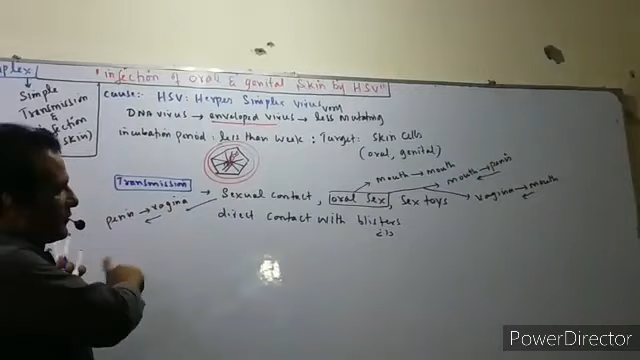 plex
"infection of oral & genital skin by HSV"
Simple
Transmission
&
skin)
cause:- HSV: Herpes Simplex virus
DNA virus → enveloped virus → less mutating
incubation period: less than week: Target: Skin cells
(oral, genital)
Transmission → Sexual contact, oral sex, Sex toys
mouth → mouth
mouth → penis
vagina → mouth
penis → vagina
direct contact with blisters
PowerDirector